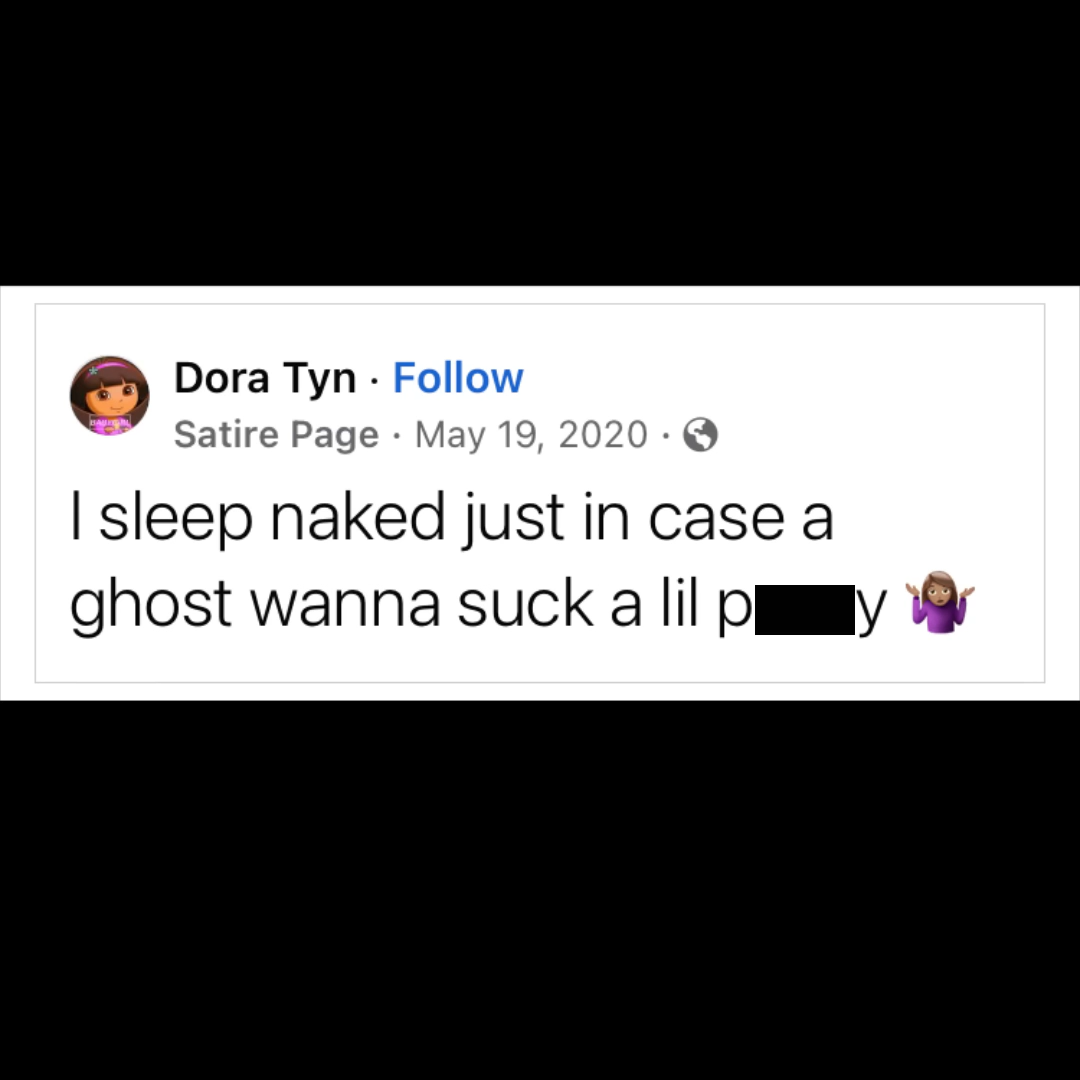 Dora Tyn · Follow
Satire Page · May 19, 2020 ·
I sleep naked just in case a
ghost wanna suck a lil p y 🤷🏽‍♀️